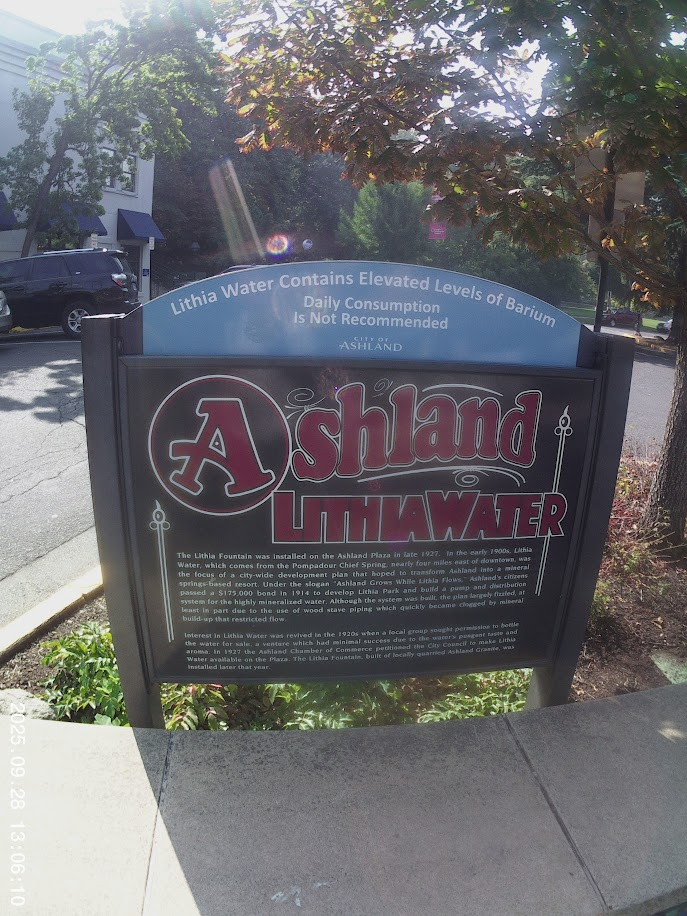 Lithia Water Contains Elevated Levels of Barium
Daily Consumption
Is Not Recommended
CITY OF
ASHLAND
A Ashland
LITHIA WATER
The Lithia Fountain was installed on the Ashland Plaza in late 1927. In the early 1900s, Lithia
Water, which comes from the Pompadour Chief Spring, nearly four miles east of downtown, was
the focus of a city-wide development plan that hoped to transform Ashland into a mineral
springs-based resort. Under the slogan "Ashland Grows While Lithia Flows," Ashland's citizens
passed a $175,000 bond in 1914 to develop Lithia Park and build a pump and distribution
system for the highly mineralized water. Although the system was built, the plan largely fizzled, at
least in part due to the use of wood stave piping which quickly became clogged by mineral
build-up that restricted flow.
Interest in Lithia Water was revived in the 1920s when a local group sought permission to bottle
the water for sale, a venture which had minimal success due to the water's pungent taste and
aroma. In 1927 the Ashland Chamber of Commerce petitioned the City Council to make Lithia
Water available on the Plaza. The Lithia Fountain, built of locally quarried Ashland Granite, was
installed later that year.
2025.09.28 13:06:10